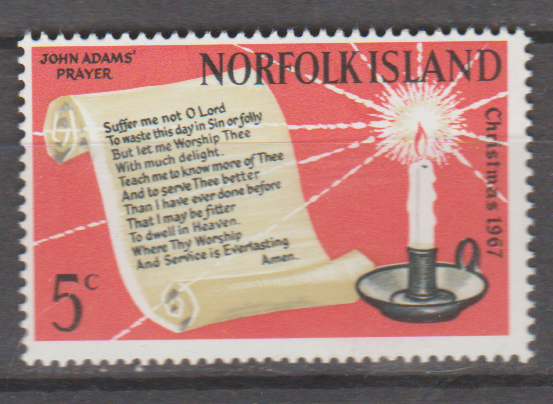 JOHN ADAMS'
PRAYER
NORFOLK ISLAND
Suffer me not O Lord
To waste this day in Sin or folly
But let me Worship Thee
With much delight.
Teach me to know more of Thee
And to serve Thee better
Than I have ever done before
That I may be fitter
To dwell in Heaven.
Where Thy Worship
And Service is Everlasting
Amen.
Christmas 1967
5c